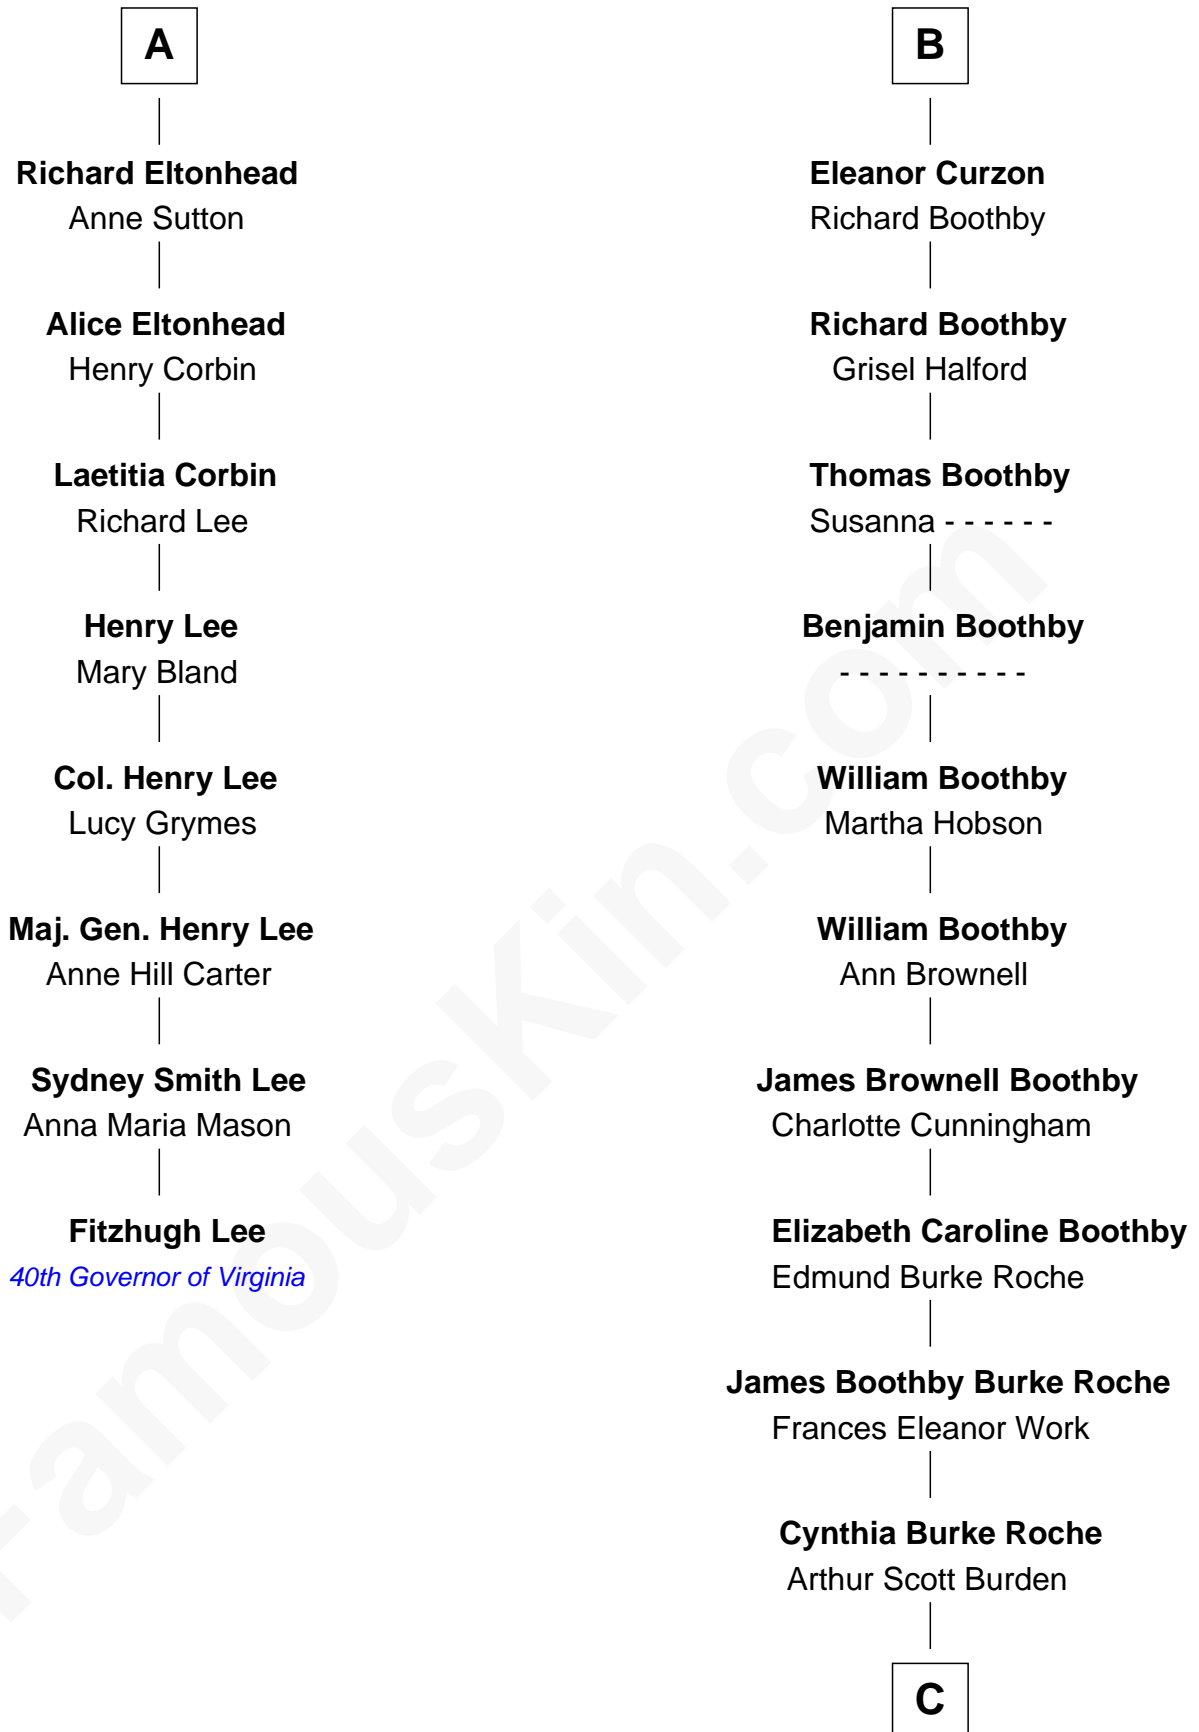 A
Richard Eltonhead
Anne Sutton
Alice Eltonhead
Henry Corbin
Laetitia Corbin
Richard Lee
Henry Lee
Mary Bland
Col. Henry Lee
Lucy Grymes
Maj. Gen. Henry Lee
Anne Hill Carter
Sydney Smith Lee
Anna Maria Mason
Fitzhugh Lee
40th Governor of Virginia
B
Eleanor Curzon
Richard Boothby
Richard Boothby
Grisel Halford
Thomas Boothby
Susanna - - - - - -
Benjamin Boothby
- - - - - - - - - -
William Boothby
Martha Hobson
William Boothby
Ann Brownell
James Brownell Boothby
Charlotte Cunningham
Elizabeth Caroline Boothby
Edmund Burke Roche
James Boothby Burke Roche
Frances Eleanor Work
Cynthia Burke Roche
Arthur Scott Burden
C
FamousKin.com